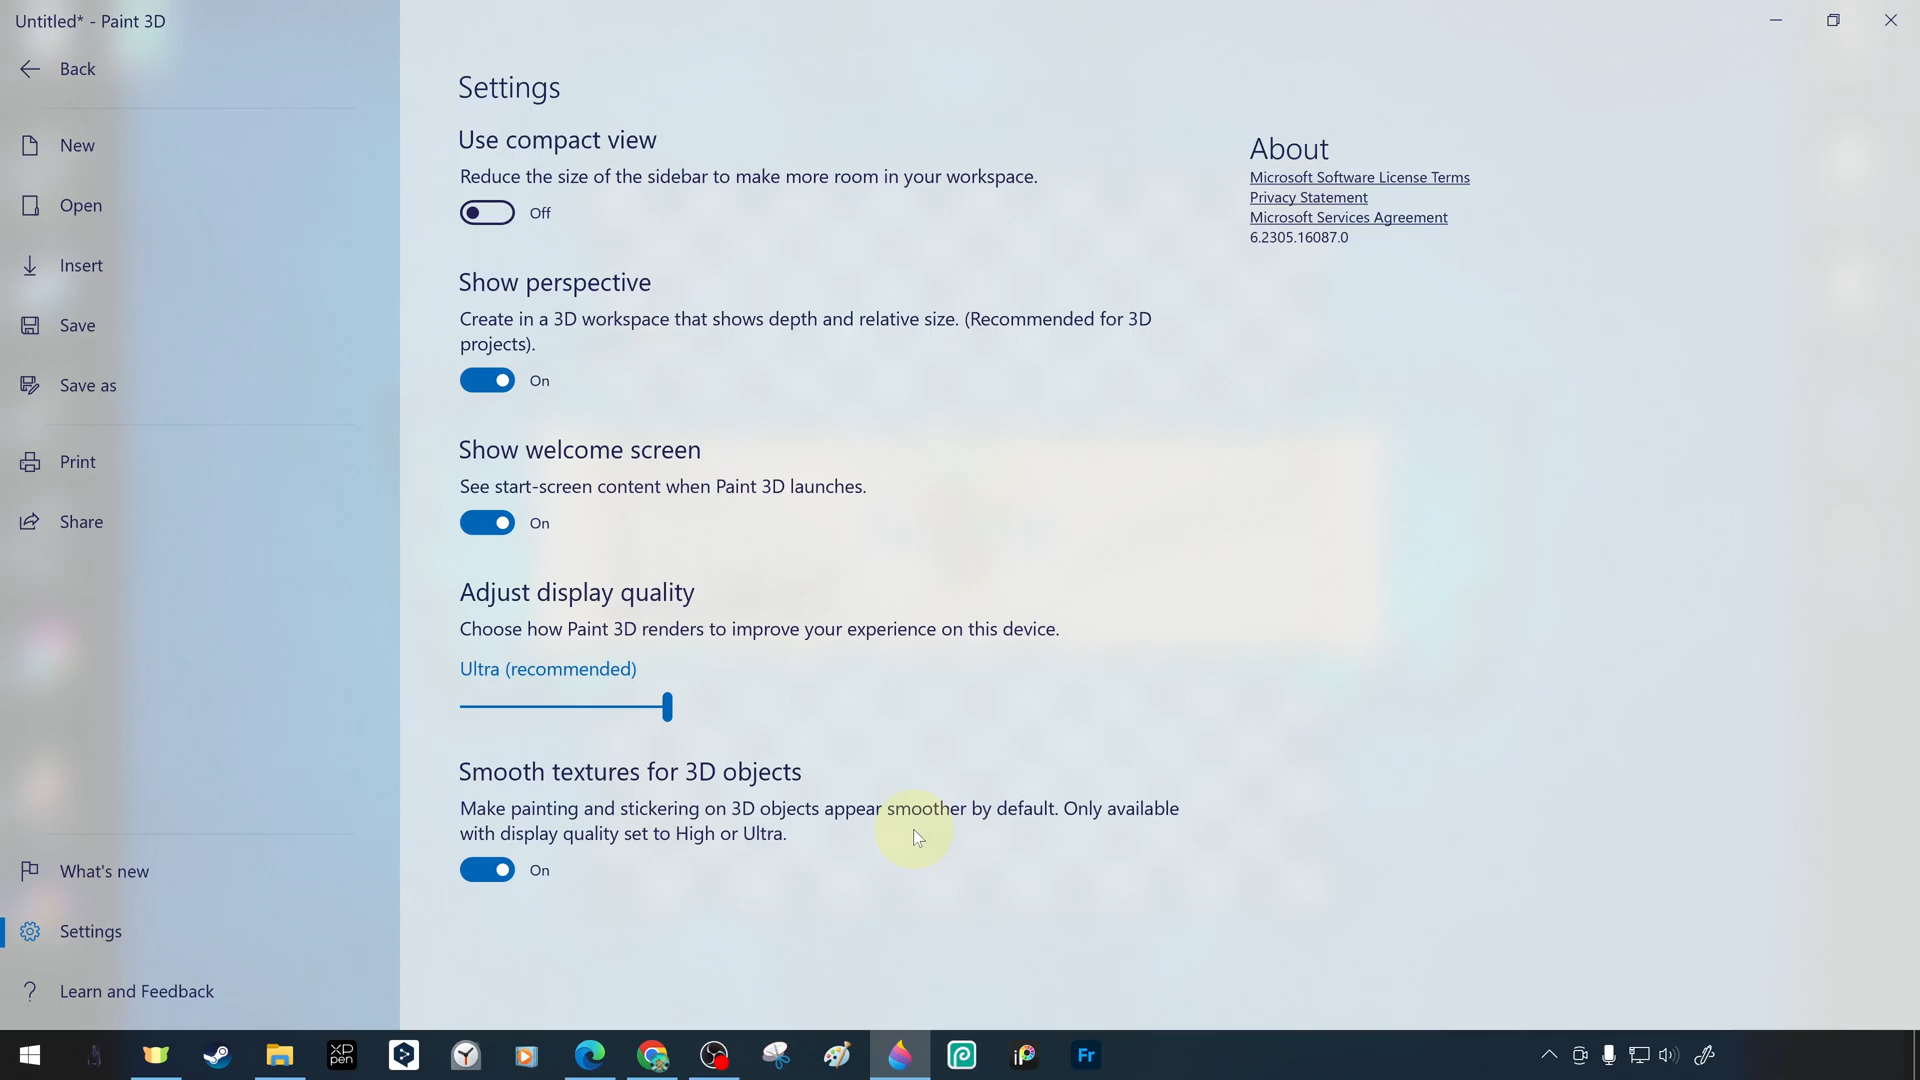 Untitled* - Paint 3D
Back
New
Open
Insert
Save
Save as
Print
Share
What's new
Settings
? Learn and Feedback
Settings
Use compact view
Reduce the size of the sidebar to make more room in your workspace.
Off
Show perspective
Create in a 3D workspace that shows depth and relative size. (Recommended for 3D
projects).
On
Show welcome screen
See start-screen content when Paint 3D launches.
On
Adjust display quality
Choose how Paint 3D renders to improve your experience on this device.
Ultra (recommended)
Smooth textures for 3D objects
Make painting and stickering on 3D objects appear smoother by default. Only available
with display quality set to High or Ultra.
On
About
Microsoft Software License Terms
Privacy Statement
Microsoft Services Agreement
6.2305.16087.0
XP
pen
iP
Fr